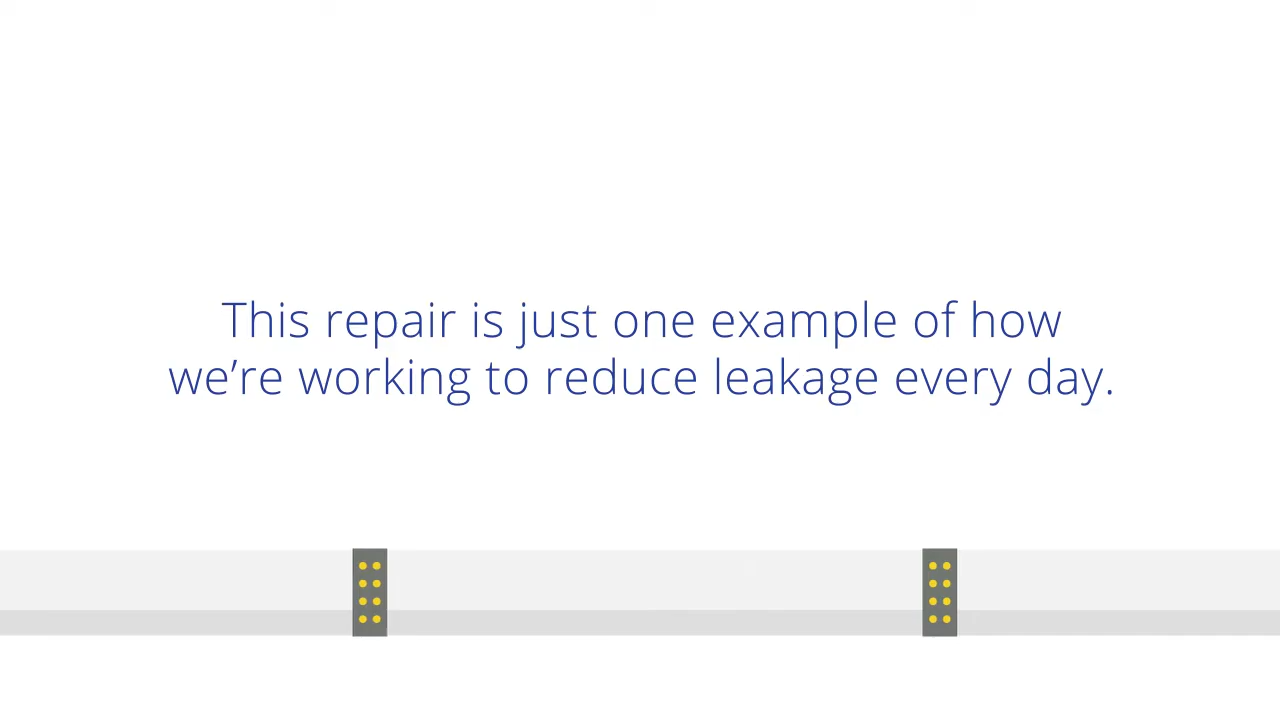 This repair is just one example of how
we’re working to reduce leakage every day.